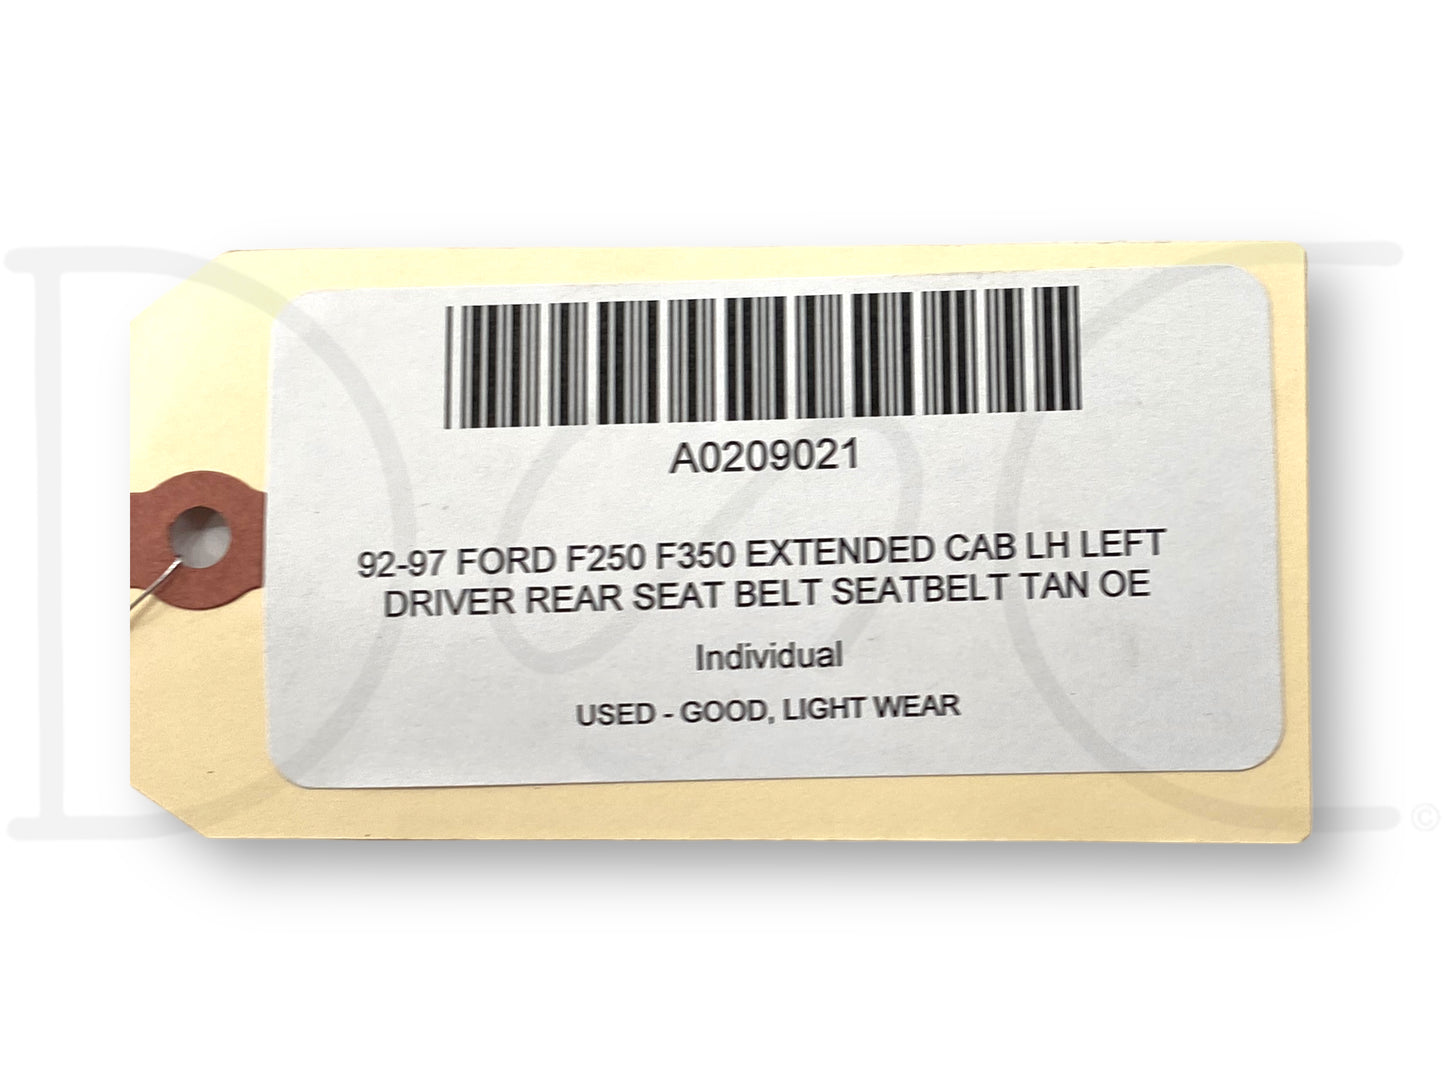 A0209021
92-97 FORD F250 F350 EXTENDED CAB LH LEFT
DRIVER REAR SEAT BELT SEATBELT TAN OE
Individual
USED - GOOD, LIGHT WEAR
D C ©